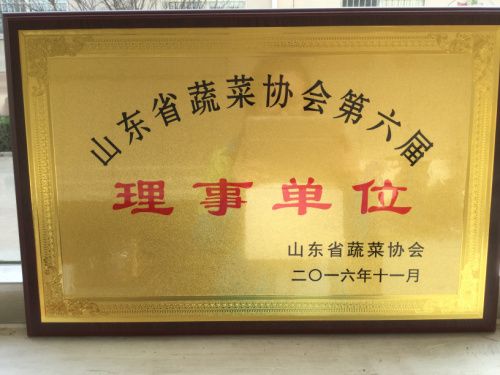 山东省蔬菜协会第六届
理事单位
山东省蔬菜协会
二〇一六年十一月